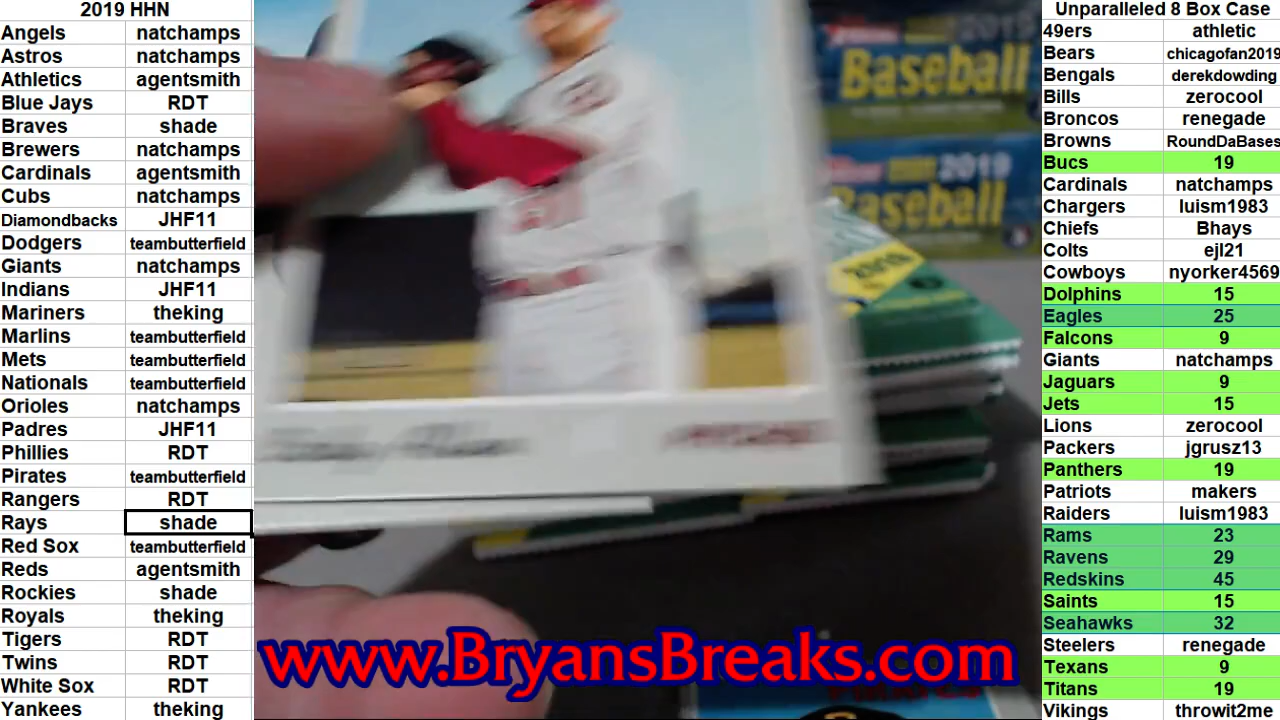 2019 HHN
Angels natchamps
Astros natchamps
Athletics agentsmith
Blue Jays RDT
Braves shade
Brewers natchamps
Cardinals agentsmith
Cubs natchamps
Diamondbacks JHF11
Dodgers teambutterfield
Giants natchamps
Indians JHF11
Mariners theking
Marlins teambutterfield
Mets teambutterfield
Nationals teambutterfield
Orioles natchamps
Padres JHF11
Phillies RDT
Pirates teambutterfield
Rangers RDT
Rays shade
Red Sox teambutterfield
Reds agentsmith
Rockies shade
Royals theking
Tigers RDT
Twins RDT
White Sox RDT
Yankees theking
2019
Baseball
2019
Baseball
www.BryansBreaks.com
Unparalleled 8 Box Case
49ers athletic
Bears chicagofan2019
Bengals derekdowding
Bills zerocool
Broncos renegade
Browns RoundDaBases
Bucs 19
Cardinals natchamps
Chargers luism1983
Chiefs Bhays
Colts ejl21
Cowboys nyorker4569
Dolphins 15
Eagles 25
Falcons 9
Giants natchamps
Jaguars 9
Jets 15
Lions zerocool
Packers jgrusz13
Panthers 19
Patriots makers
Raiders luism1983
Rams 23
Ravens 29
Redskins 45
Saints 15
Seahawks 32
Steelers renegade
Texans 9
Titans 19
Vikings throwit2me